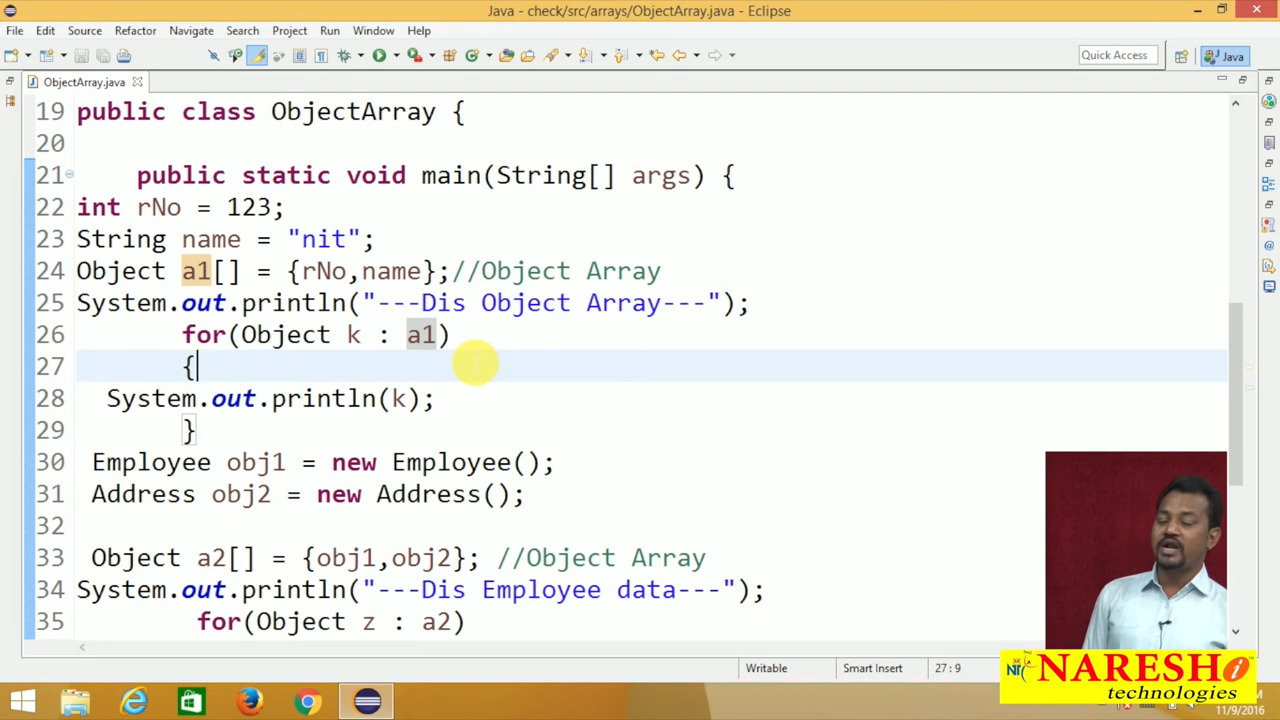 Java - check/src/arrays/ObjectArray.java - Eclipse
File Edit Source Refactor Navigate Search Project Run Window Help
Quick Access Java
ObjectArray.java
19 public class ObjectArray {
20
21 public static void main(String[] args) {
22 int rNo = 123;
23 String name = "nit";
24 Object a1[] = {rNo,name};//Object Array
25 System.out.println("---Dis Object Array---");
26 for(Object k : a1)
27 {
28 System.out.println(k);
29 }
30 Employee obj1 = new Employee();
31 Address obj2 = new Address();
32
33 Object a2[] = {obj1,obj2}; //Object Array
34 System.out.println("---Dis Employee data---");
35 for(Object z : a2)
Writable Smart Insert 27 : 9
NARESH i
technologies
11/9/2016